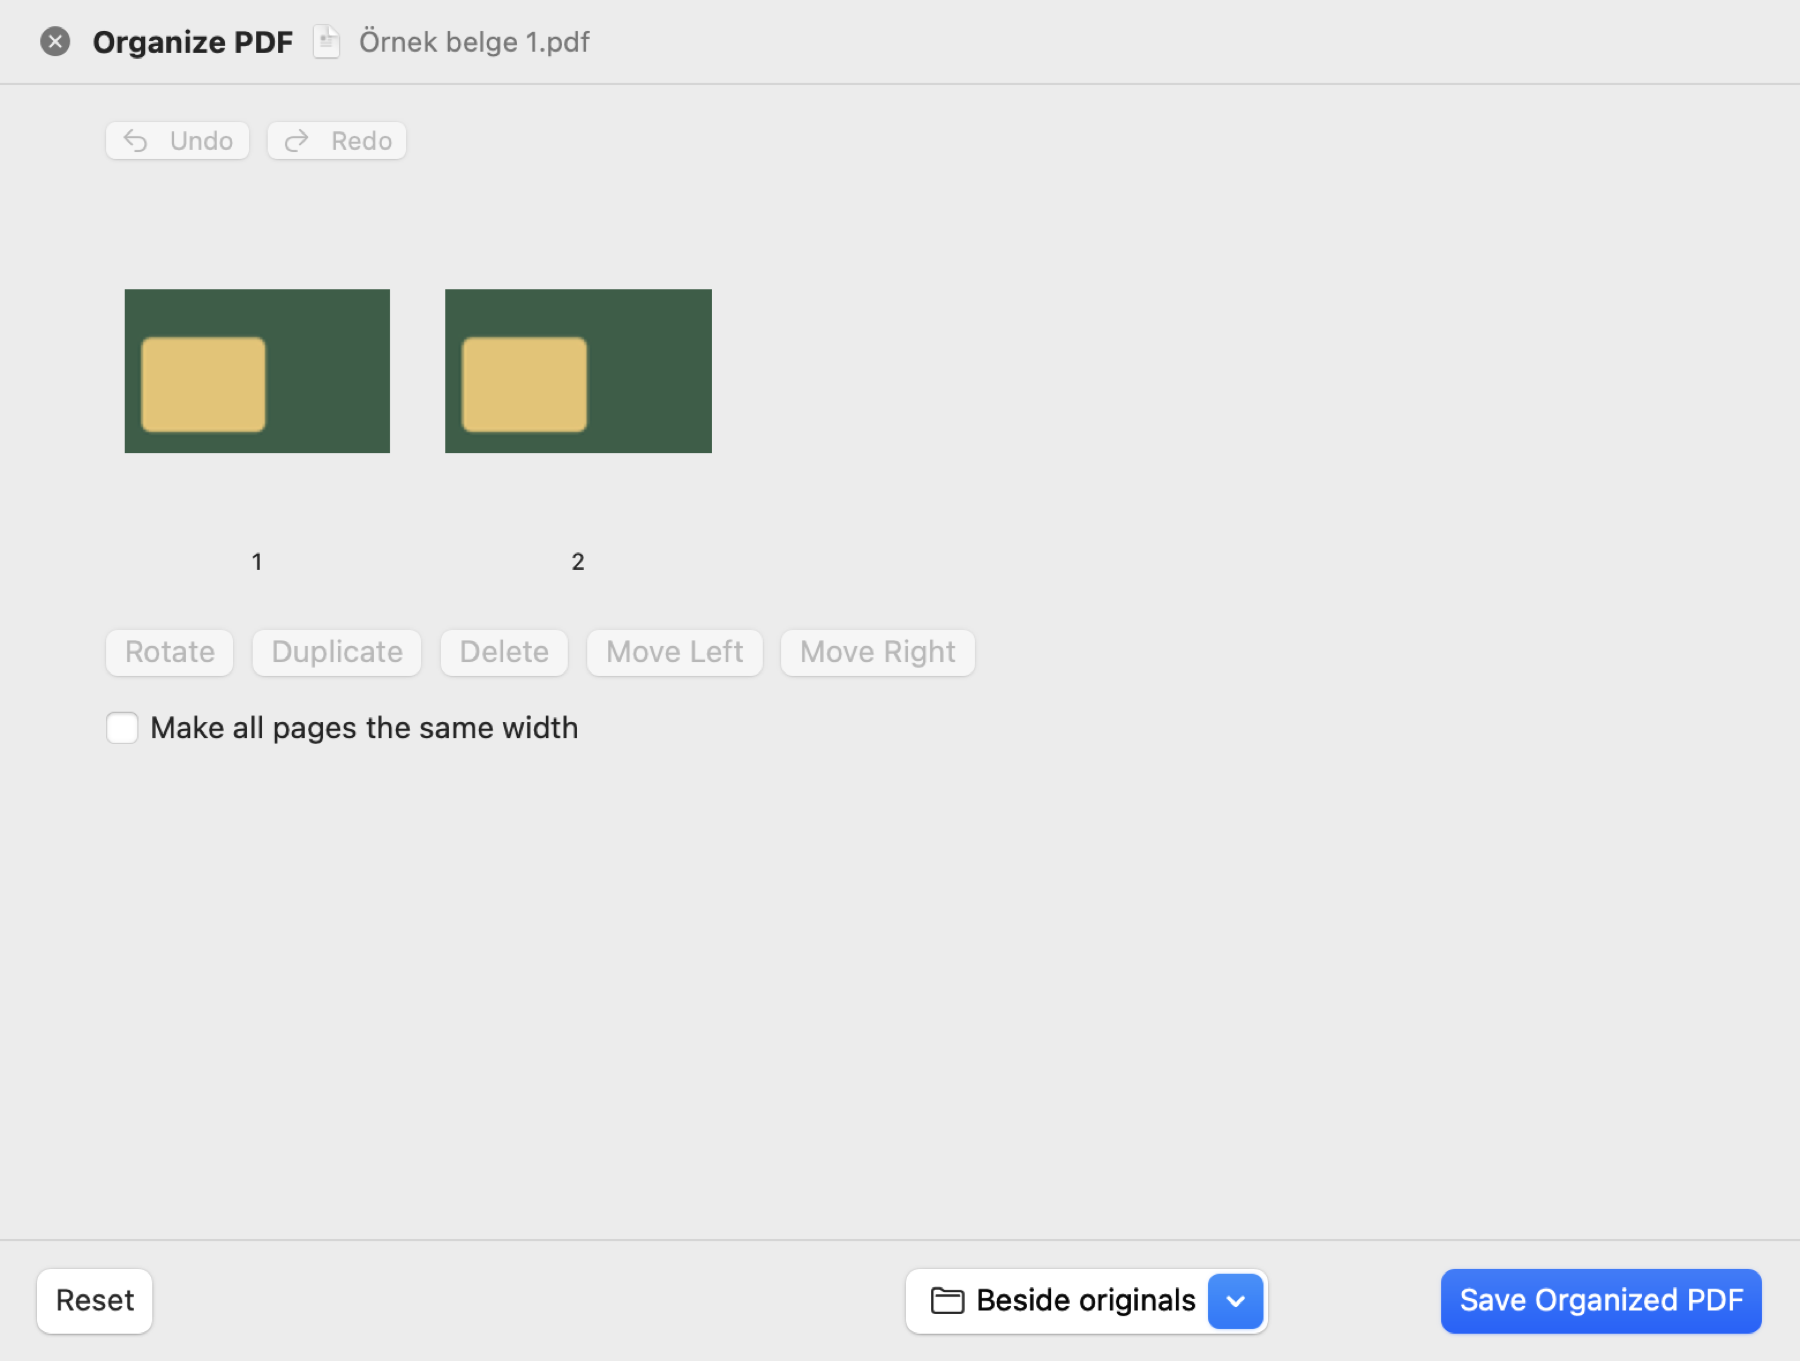 Organize PDF Örnek belge 1.pdf
Undo Redo
1 2
Rotate Duplicate Delete Move Left Move Right
Make all pages the same width
Reset Beside originals Save Organized PDF